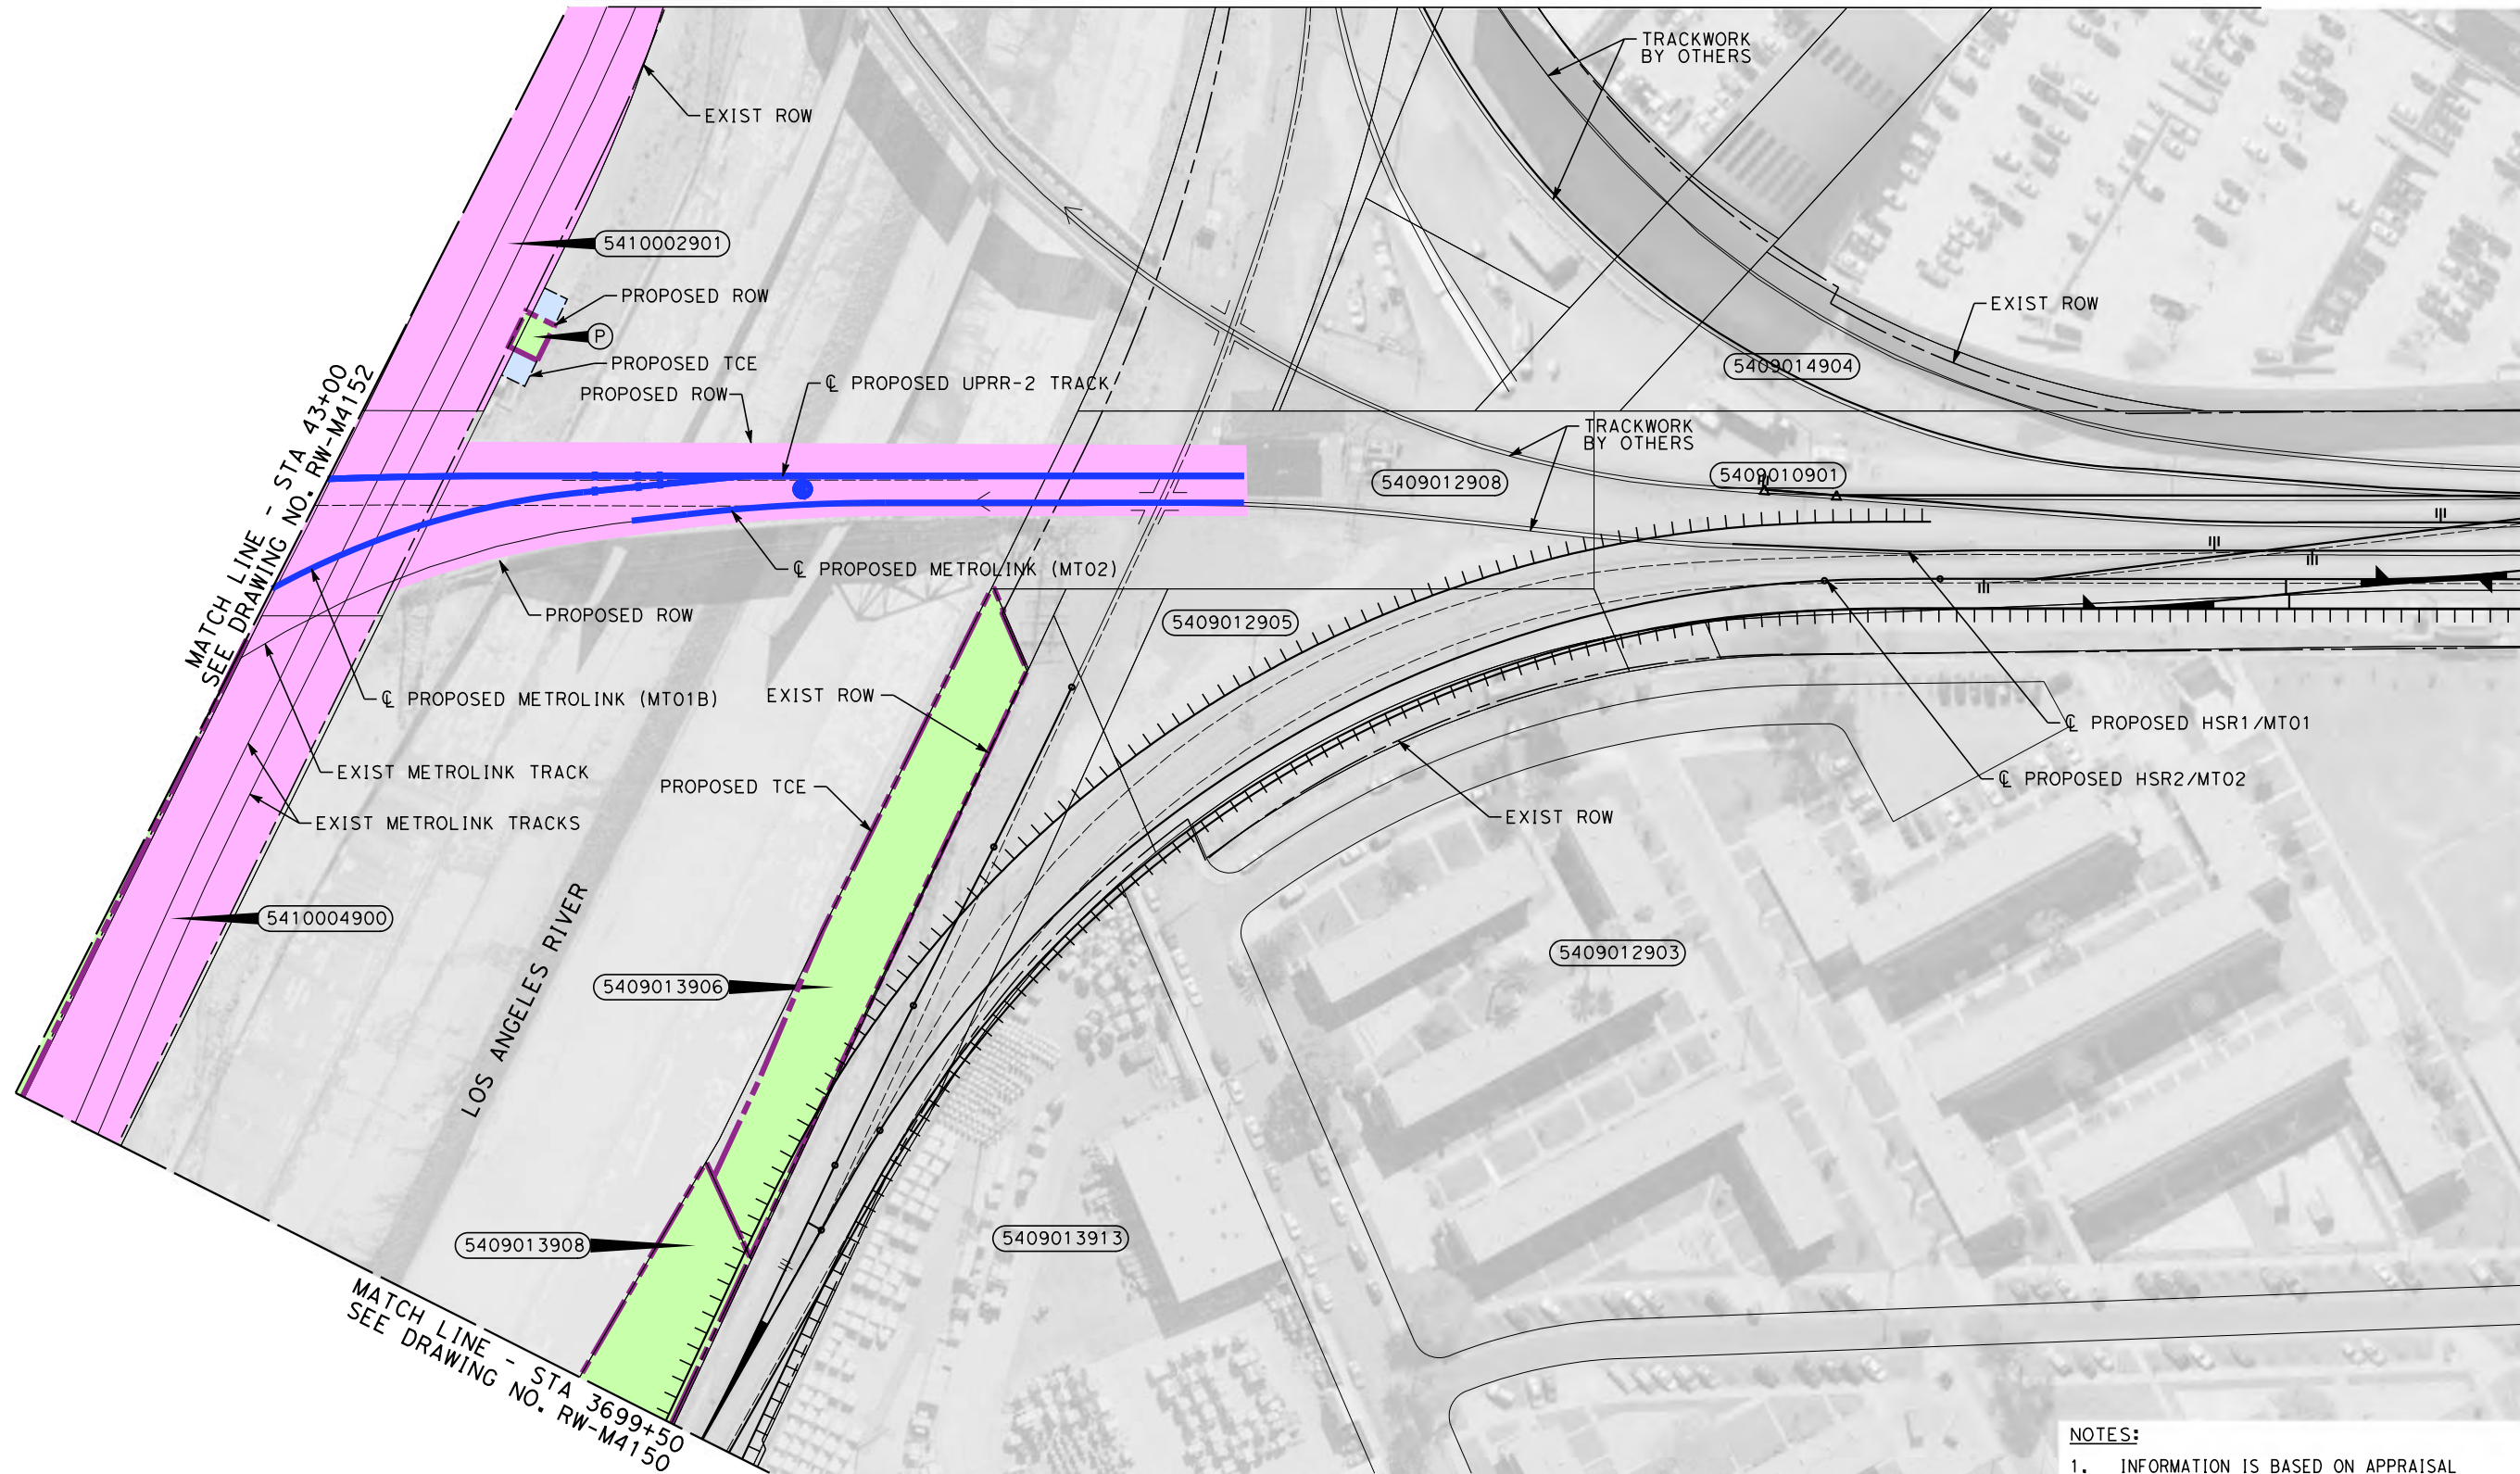 TRACKWORK
BY OTHERS
EXIST ROW
5410002901
PROPOSED ROW
EXIST ROW
P
PROPOSED TCE
5409014904
℄ PROPOSED UPRR-2 TRACK
PROPOSED ROW
MATCH LINE - STA 43+00
SEE DRAWING NO. RW-M4152
TRACKWORK
BY OTHERS
5409012908
5409010901
℄ PROPOSED METROLINK (MT02)
PROPOSED ROW
5409012905
℄ PROPOSED METROLINK (MT01B)
EXIST ROW
℄ PROPOSED HSR1/MT01
EXIST METROLINK TRACK
℄ PROPOSED HSR2/MT02
PROPOSED TCE
EXIST METROLINK TRACKS
EXIST ROW
5410004900
LOS ANGELES RIVER
5409012903
5409013906
5409013908
5409013913
MATCH LINE - STA 3699+50
SEE DRAWING NO. RW-M4150
NOTES:
1. INFORMATION IS BASED ON APPRAISAL